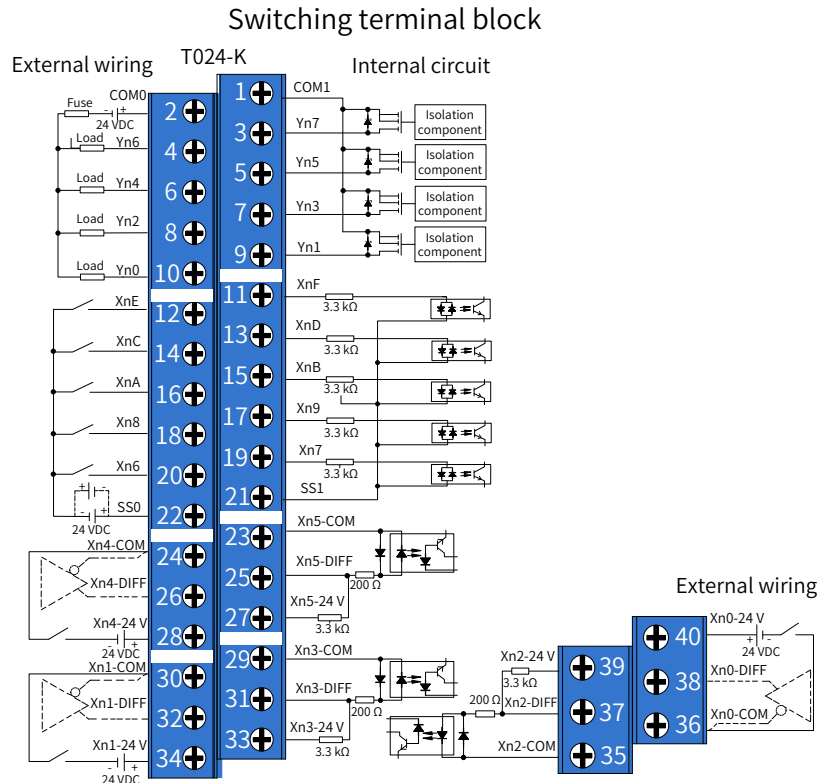 Switching terminal block
External wiring
T024-K
Internal circuit
COM0
Fuse
- +
24 VDC
Load
Yn6
Load
Yn4
Load
Yn2
Load
Yn0
XnE
XnC
XnA
Xn8
Xn6
+ -
SS0
- +
24 VDC
Xn4-COM
Xn4-DIFF
Xn4-24 V
- +
24 VDC
Xn1-COM
Xn1-DIFF
Xn1-24 V
- +
24 VDC
2
4
6
8
10
12
14
16
18
20
22
24
26
28
30
32
34
1
3
5
7
9
11
13
15
17
19
21
23
25
27
29
31
33
COM1
Yn7
Isolation
component
Yn5
Isolation
component
Yn3
Isolation
component
Yn1
Isolation
component
XnF
3.3 kΩ
XnD
3.3 kΩ
XnB
3.3 kΩ
Xn9
3.3 kΩ
Xn7
3.3 kΩ
SS1
Xn5-COM
Xn5-DIFF
200 Ω
Xn5-24 V
3.3 kΩ
Xn3-COM
Xn3-DIFF
200 Ω
Xn3-24 V
3.3 kΩ
External wiring
Xn2-24 V
3.3 kΩ
200 Ω
Xn2-DIFF
Xn2-COM
39
37
35
40
38
36
Xn0-24 V
+ -
24 VDC
Xn0-DIFF
Xn0-COM